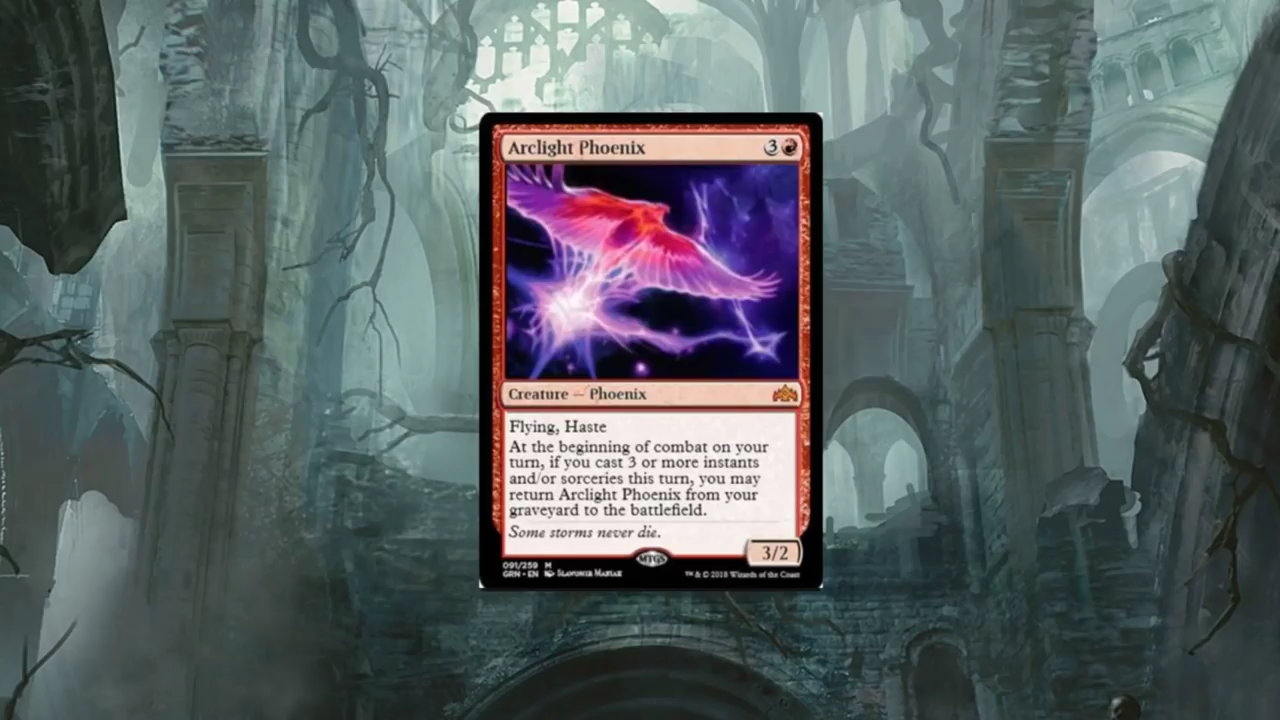 Arclight Phoenix 3
Creature — Phoenix
Flying, Haste
At the beginning of combat on your
turn, if you cast 3 or more instants
and/or sorceries this turn, you may
return Arclight Phoenix from your
graveyard to the battlefield.
Some storms never die.
3/2
MTGS
091/259 M
GRN • EN Slawomir Maniak
™ & © 2018 Wizards of the Coast